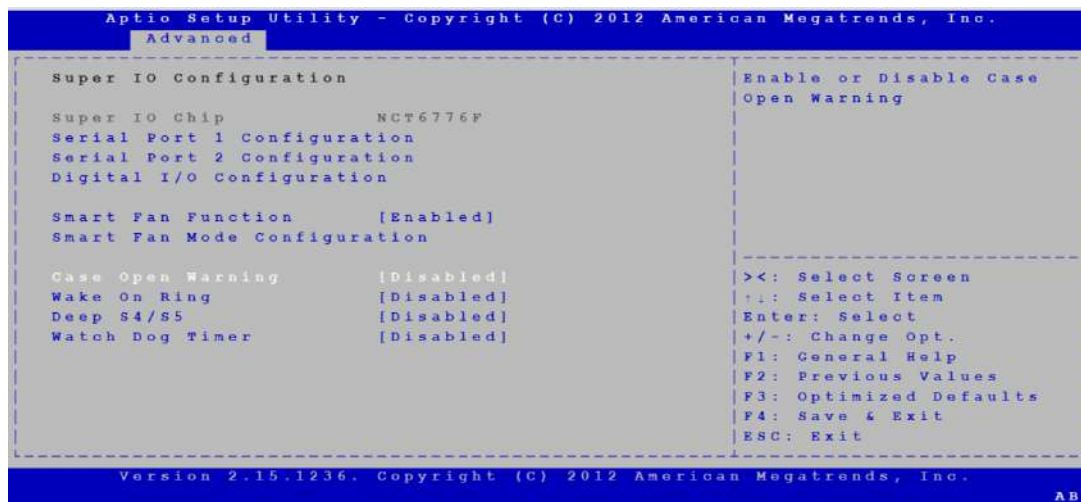 Aptio Setup Utility - Copyright (C) 2012 American Megatrends, Inc.
Advanced
Super IO Configuration
Super IO Chip NCT6776F
Serial Port 1 Configuration
Serial Port 2 Configuration
Digital I/O Configuration
Smart Fan Function [Enabled]
Smart Fan Mode Configuration
Case Open Warning [Disabled]
Wake On Ring [Disabled]
Deep S4/S5 [Disabled]
Watch Dog Timer [Disabled]
Enable or Disable Case
Open Warning
><: Select Screen
↑↓: Select Item
Enter: Select
+/-: Change Opt.
F1: General Help
F2: Previous Values
F3: Optimized Defaults
F4: Save & Exit
ESC: Exit
Version 2.15.1236. Copyright (C) 2012 American Megatrends, Inc.
AB